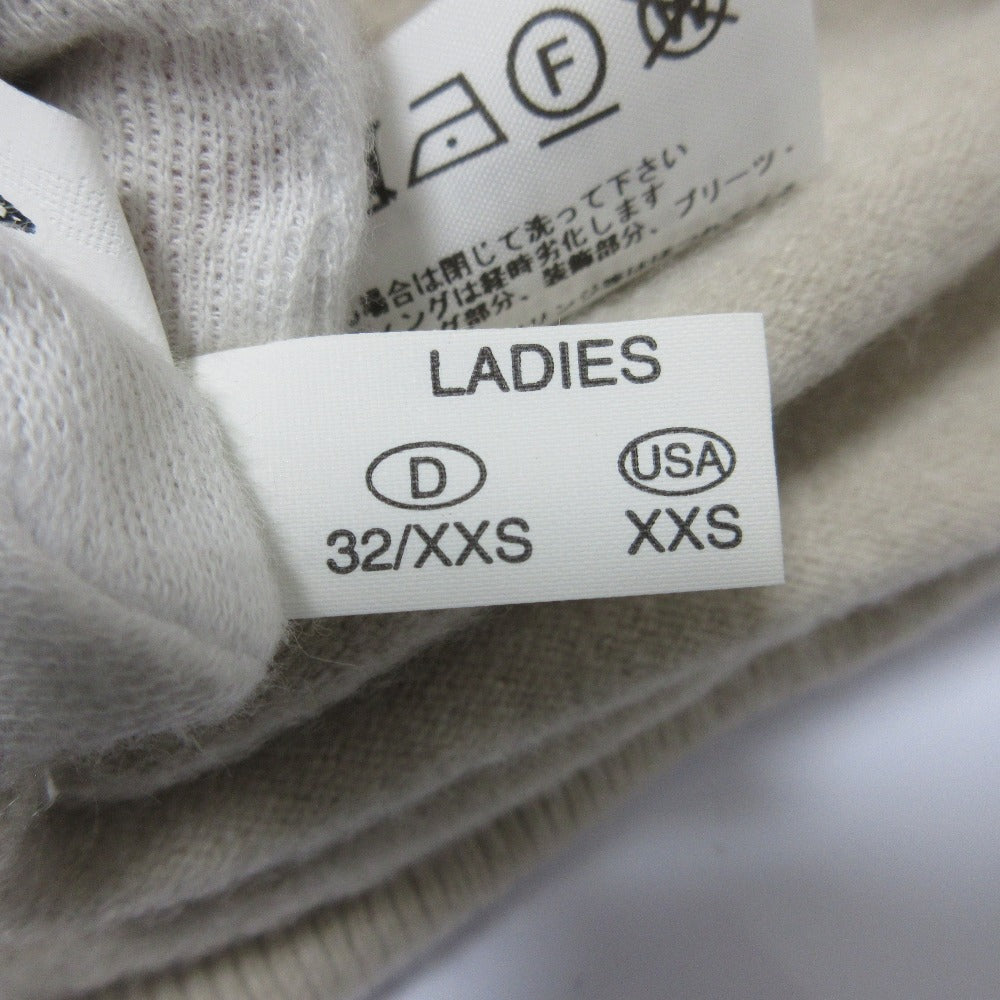 F
W
場合は閉じて洗って下さい
ングは経時劣化します
グ部分、装飾部分、プリーツ、
LADIES
D
USA
32/XXS
XXS